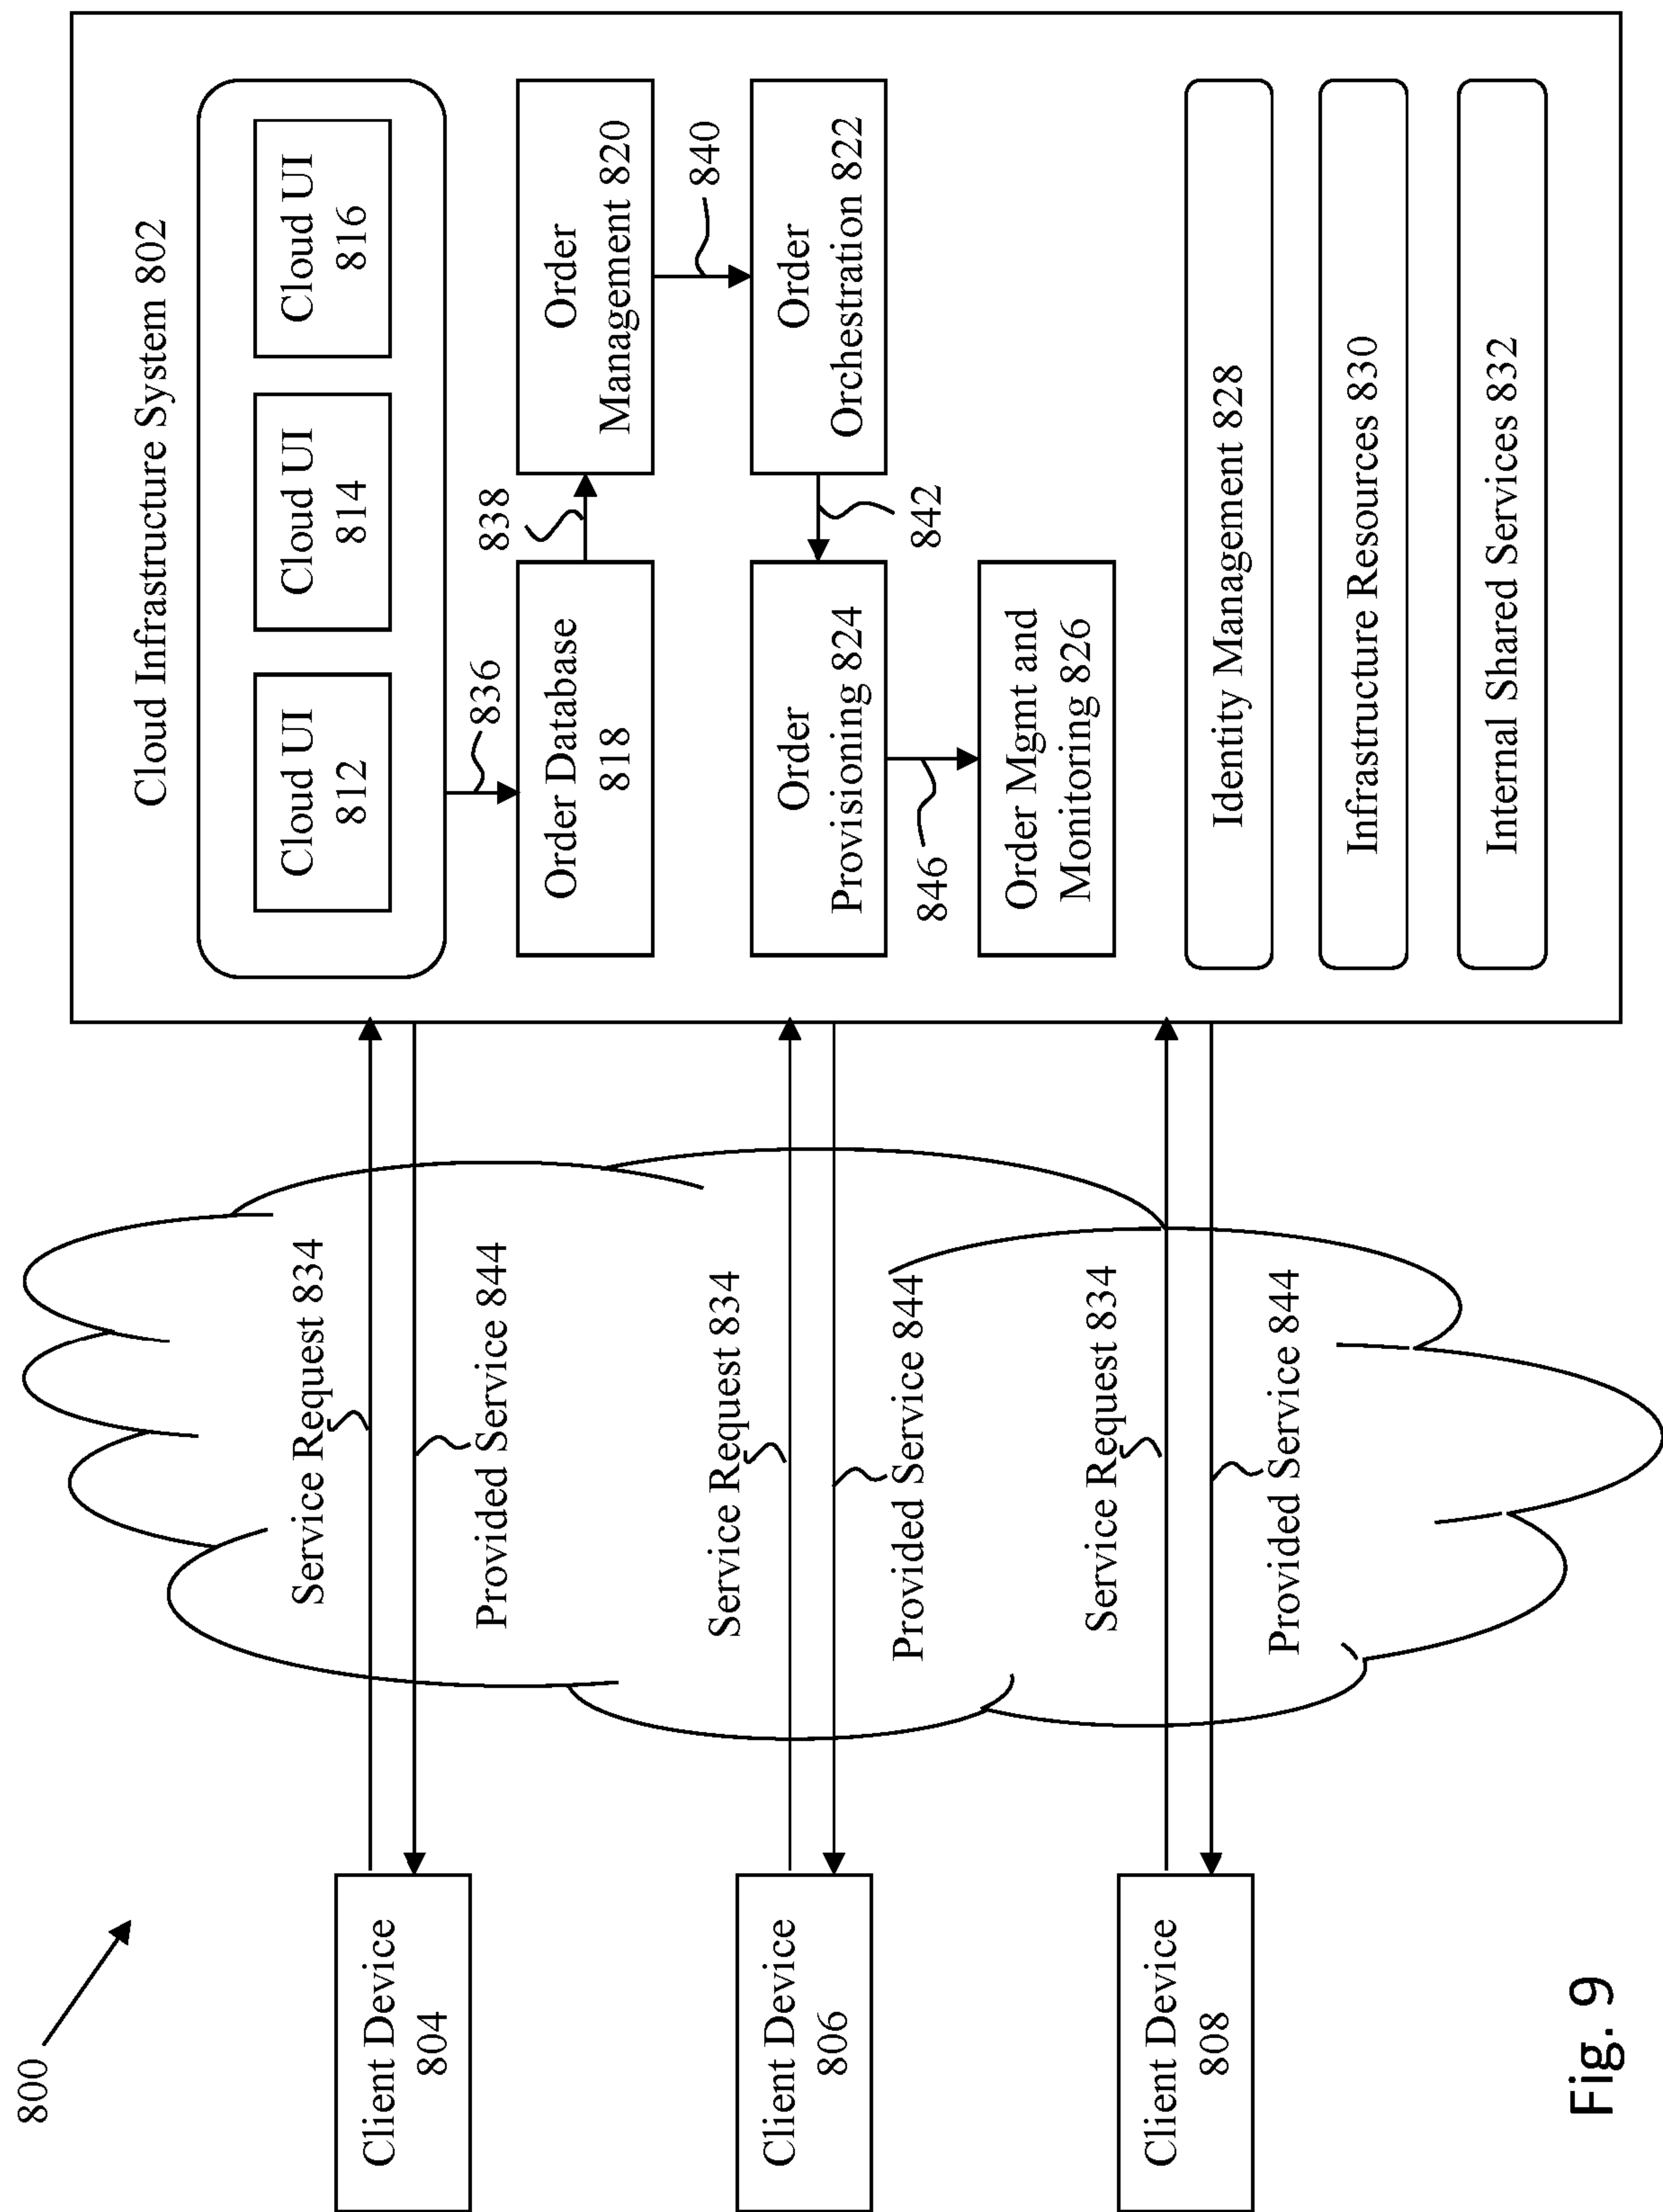 800
Client Device
804
Client Device
806
Client Device
808
Service Request 834
Provided Service 844
Service Request 834
Provided Service 844
Service Request 834
Provided Service 844
Cloud Infrastructure System 802
Cloud UI
812
Cloud UI
814
Cloud UI
816
836
Order Database
818
838
Order
Management 820
840
Order
Provisioning 824
842
Order
Orchestration 822
846
Order Mgmt and
Monitoring 826
Identity Management 828
Infrastructure Resources 830
Internal Shared Services 832
Fig. 9